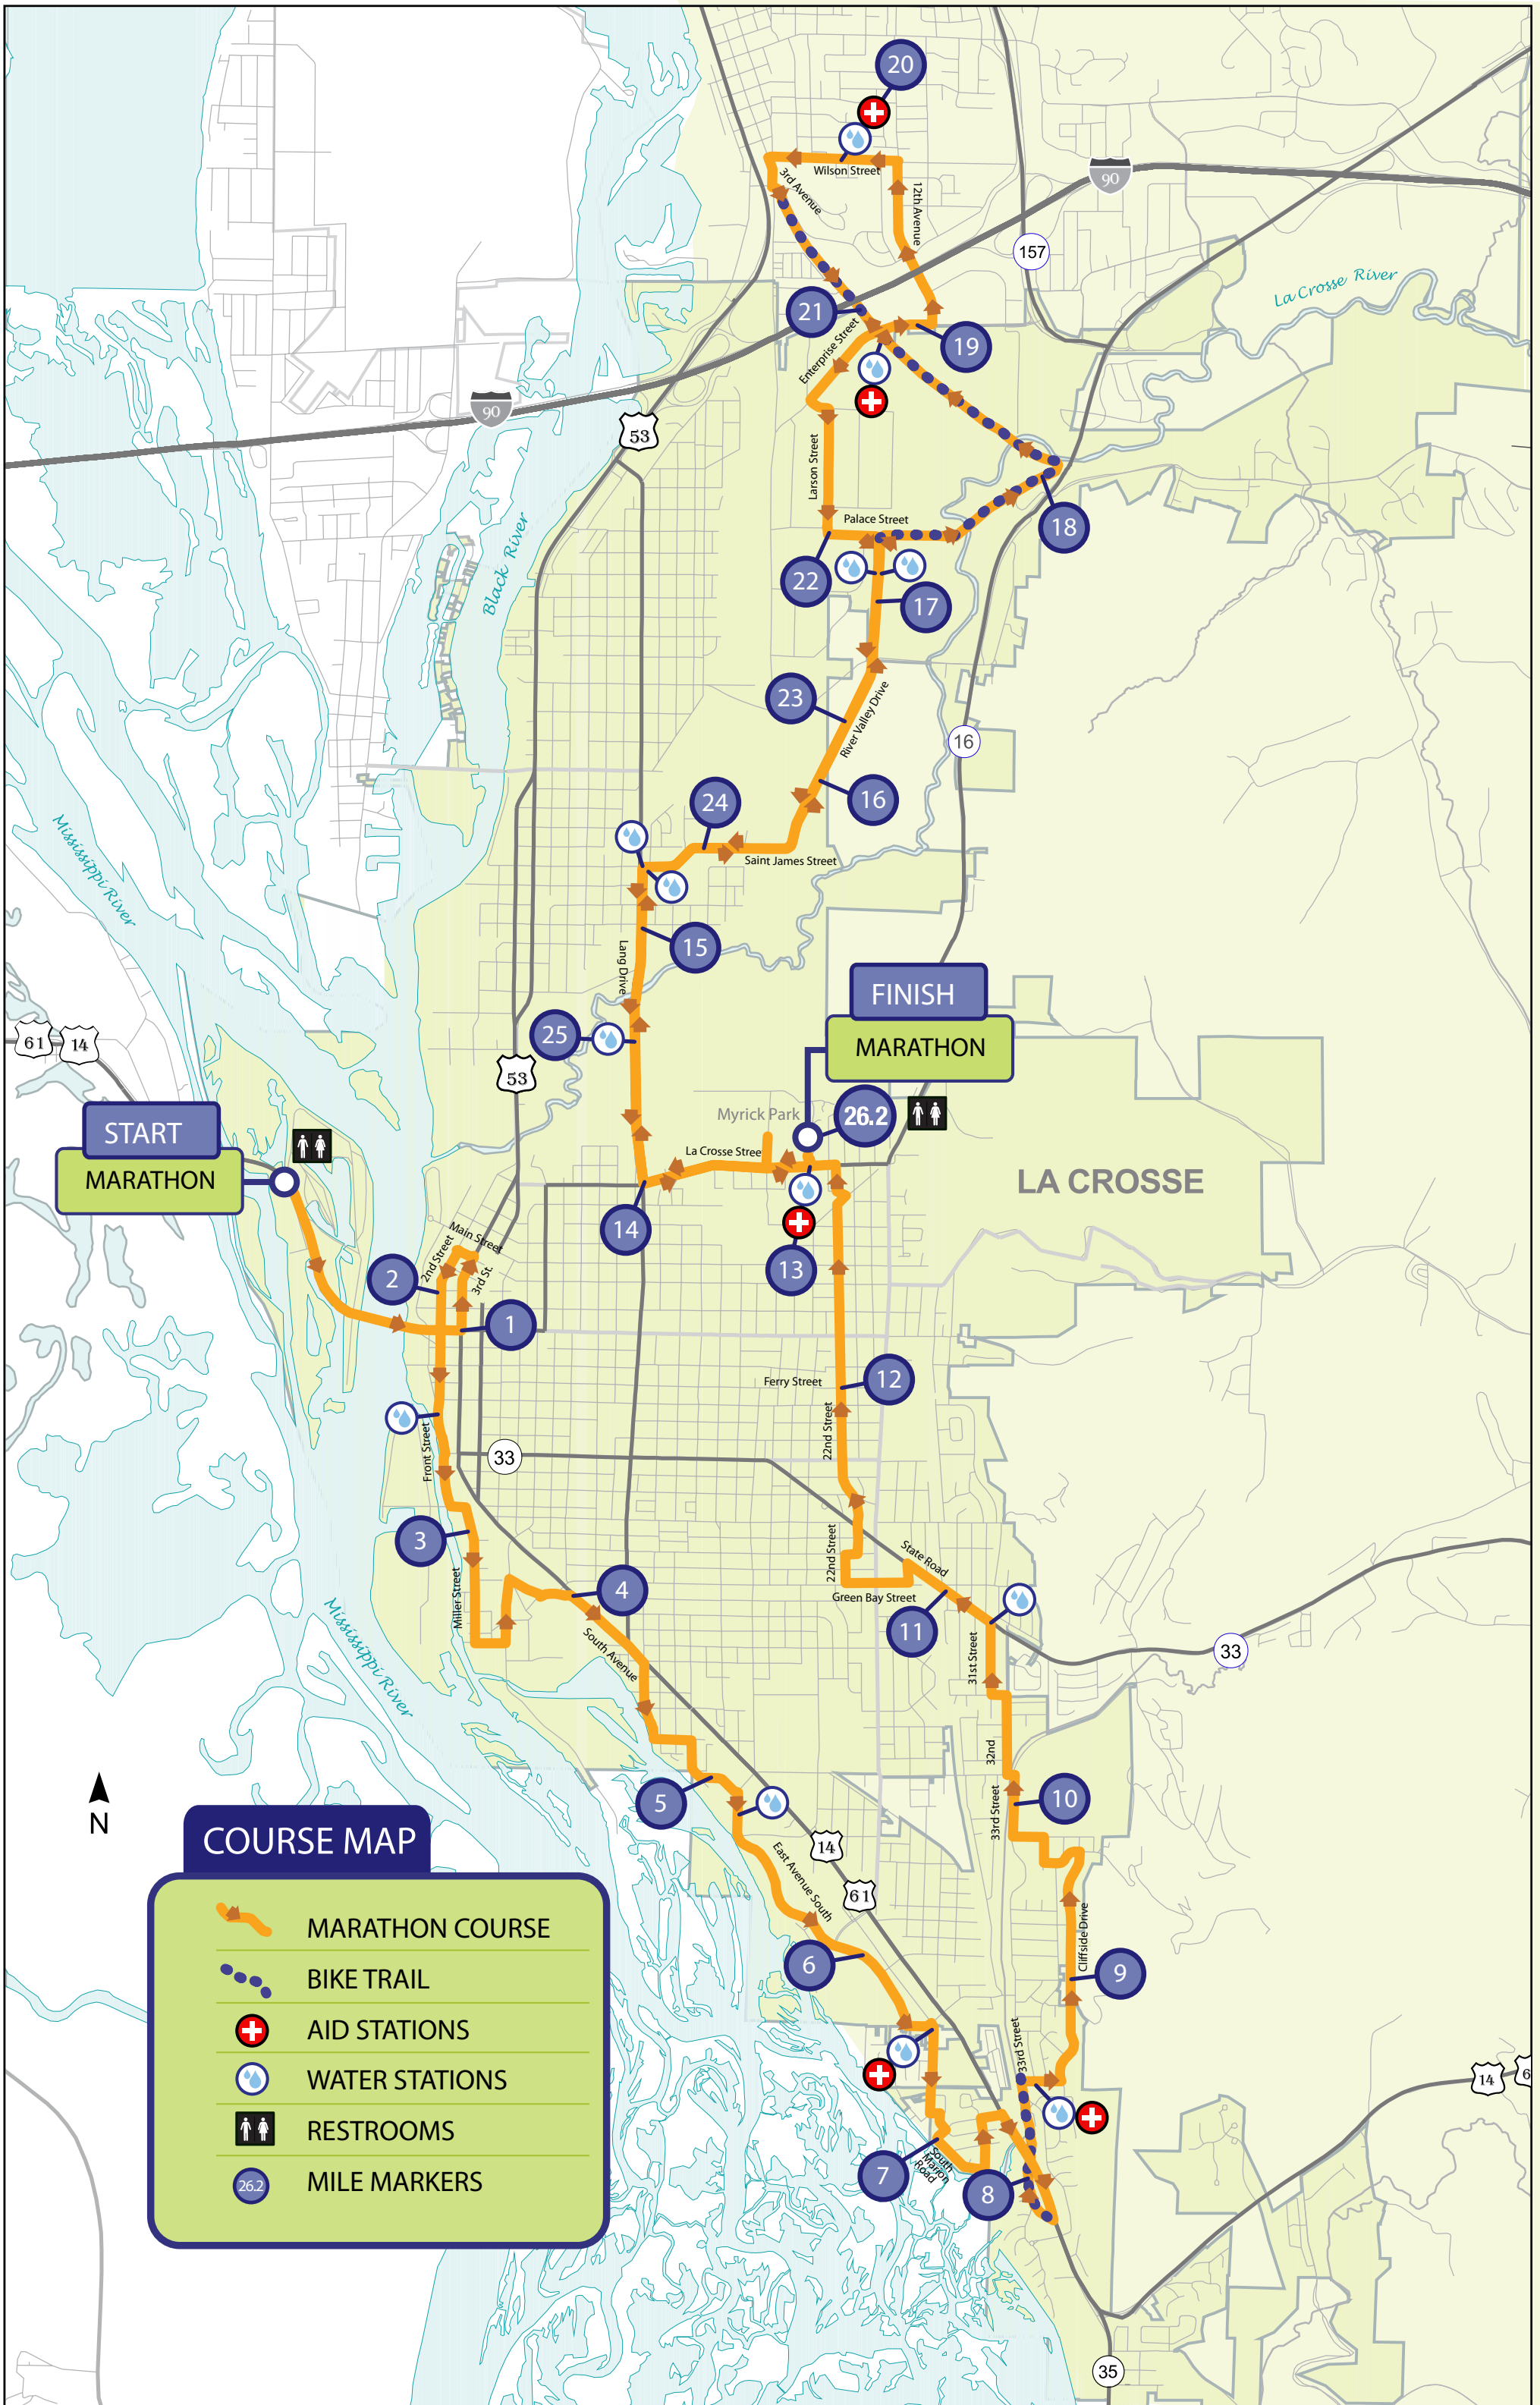 20
Wilson Street
3rd Avenue
12th Avenue
90
157
La Crosse River
21
Enterprise Street
19
90
53
Larson Street
Palace Street
18
Black River
22
17
23
River Valley Drive
16
16
24
Saint James Street
Mississippi River
15
Lang Drive
FINISH
MARATHON
25
61
14
53
Myrick Park
26.2
START
MARATHON
La Crosse Street
LA CROSSE
14
13
Main Street
2nd Street
3rd St.
2
1
Ferry Street
12
22nd Street
Front Street
33
3
22nd Street
State Road
Miller Street
4
Green Bay Street
11
Mississippi River
South Avenue
31st Street
33
32nd
5
33rd Street
10
N
14
East Avenue South
61
COURSE MAP
MARATHON COURSE
BIKE TRAIL
AID STATIONS
WATER STATIONS
RESTROOMS
26.2
MILE MARKERS
6
Cliffside Drive
9
33rd Street
14
6
7
South
Marion
Road
8
35